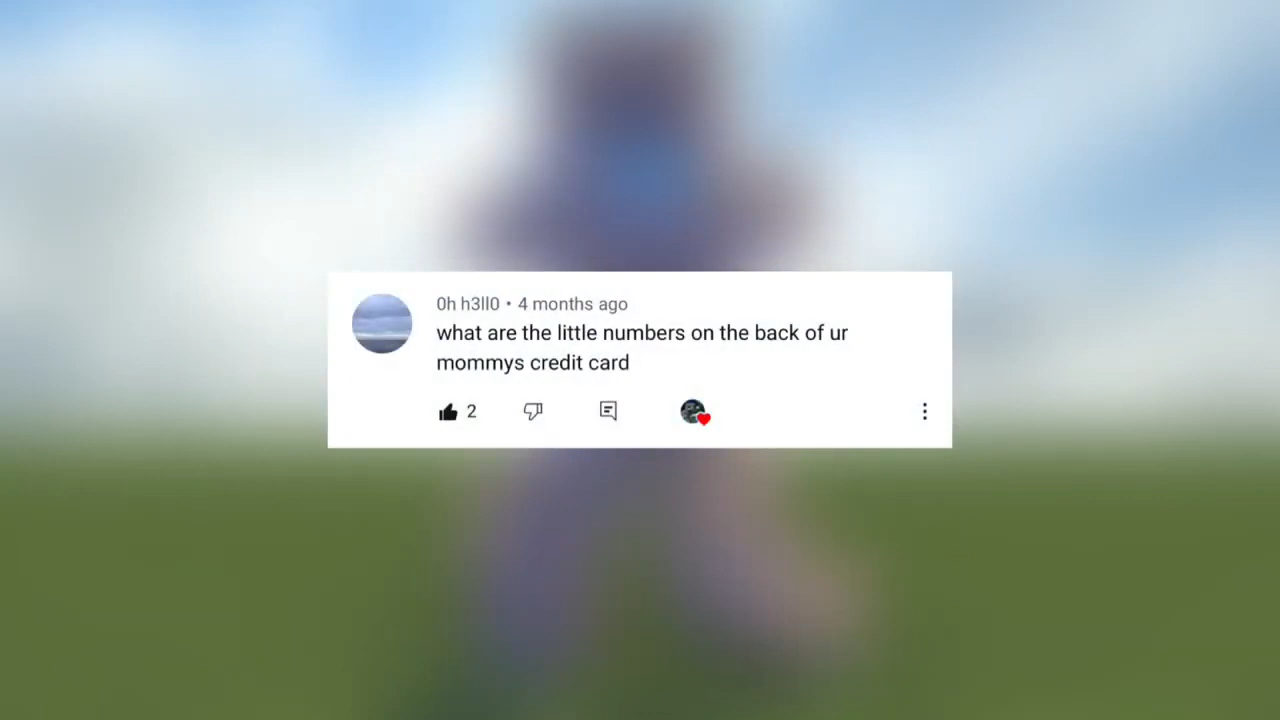 0h h3ll0 • 4 months ago
what are the little numbers on the back of ur
mommys credit card
2